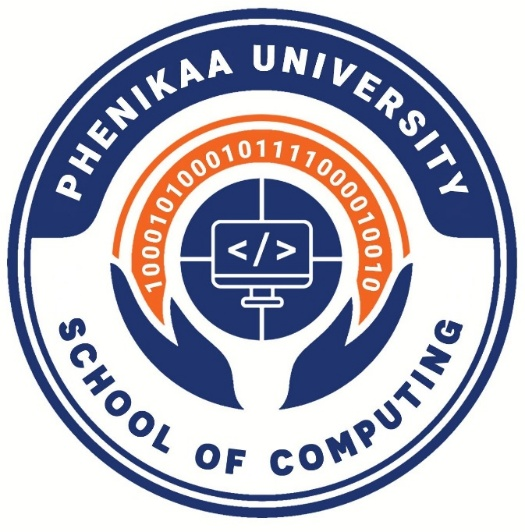 PHENIKAA UNIVERSITY
1000101000101111000010010
</>
SCHOOL OF COMPUTING